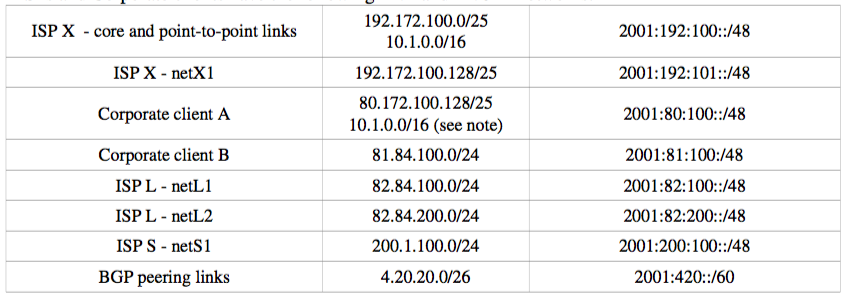 ISP X - core and point-to-point links 192.172.100.0/25 2001:192:100::/48
10.1.0.0/16
ISP X - netX1 192.172.100.128/25 2001:192:101::/48
Corporate client A 80.172.100.128/25 2001:80:100::/48
10.1.0.0/16 (see note)
Corporate client B 81.84.100.0/24 2001:81:100:/48
ISP L - netL1 82.84.100.0/24 2001:82:100::/48
ISP L - netL2 82.84.200.0/24 2001:82:200::/48
ISP S - netS1 200.1.100.0/24 2001:200:100::/48
BGP peering links 4.20.20.0/26 2001:420::/60